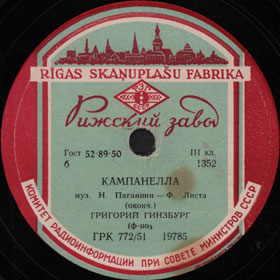 RĪGAS SKAŅUPLAŠU FABRIKA
Рижский завод
Гост 52·89-50 III кл.
6 1352
КАМПАНЕЛЛА
муз. Н. Паганини — Ф. Листа
(оконч.)
ГРИГОРИЙ ГИНЗБУРГ
(ф-но)
ГРК 772/51 19785
КОМИТЕТ РАДИОИНФОРМАЦИИ ПРИ СОВЕТЕ МИНИСТРОВ СССР